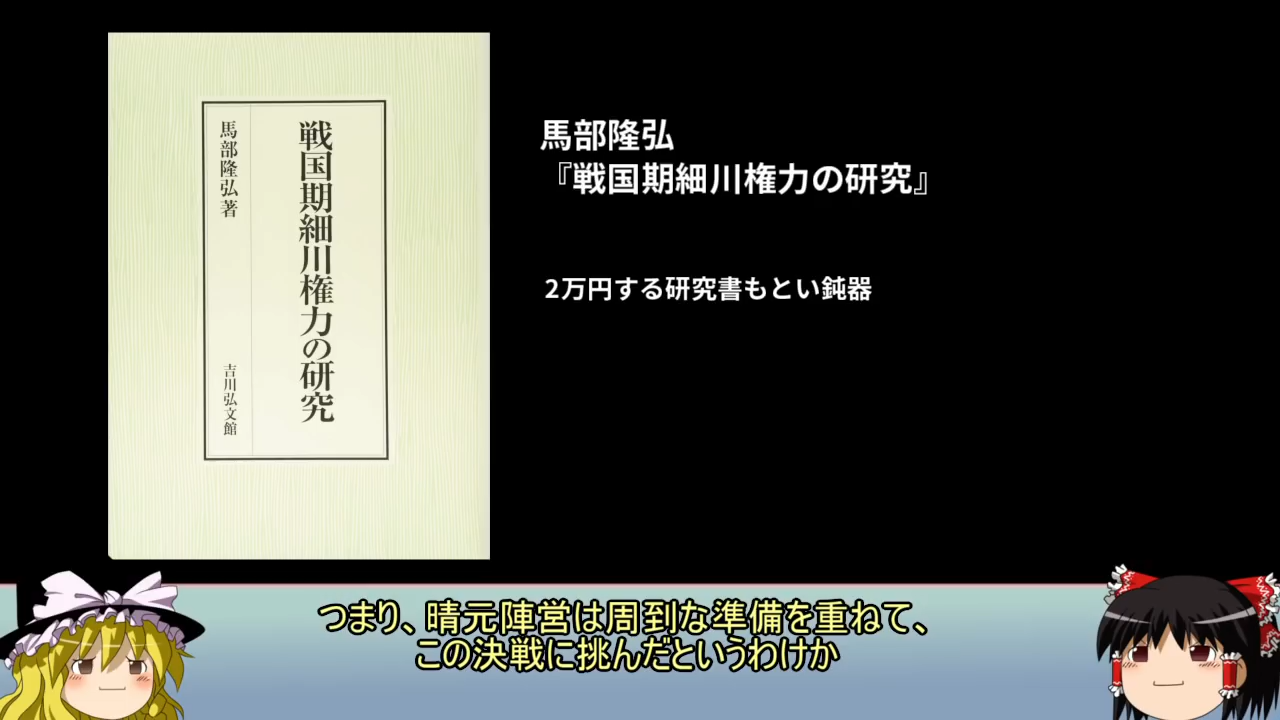 戦国期細川権力の研究
馬部隆弘著
吉川弘文館
馬部隆弘
『戦国期細川権力の研究』
2万円する研究書もとい鈍器
つまり、晴元陣営は周到な準備を重ねて、
この決戦に挑んだというわけか